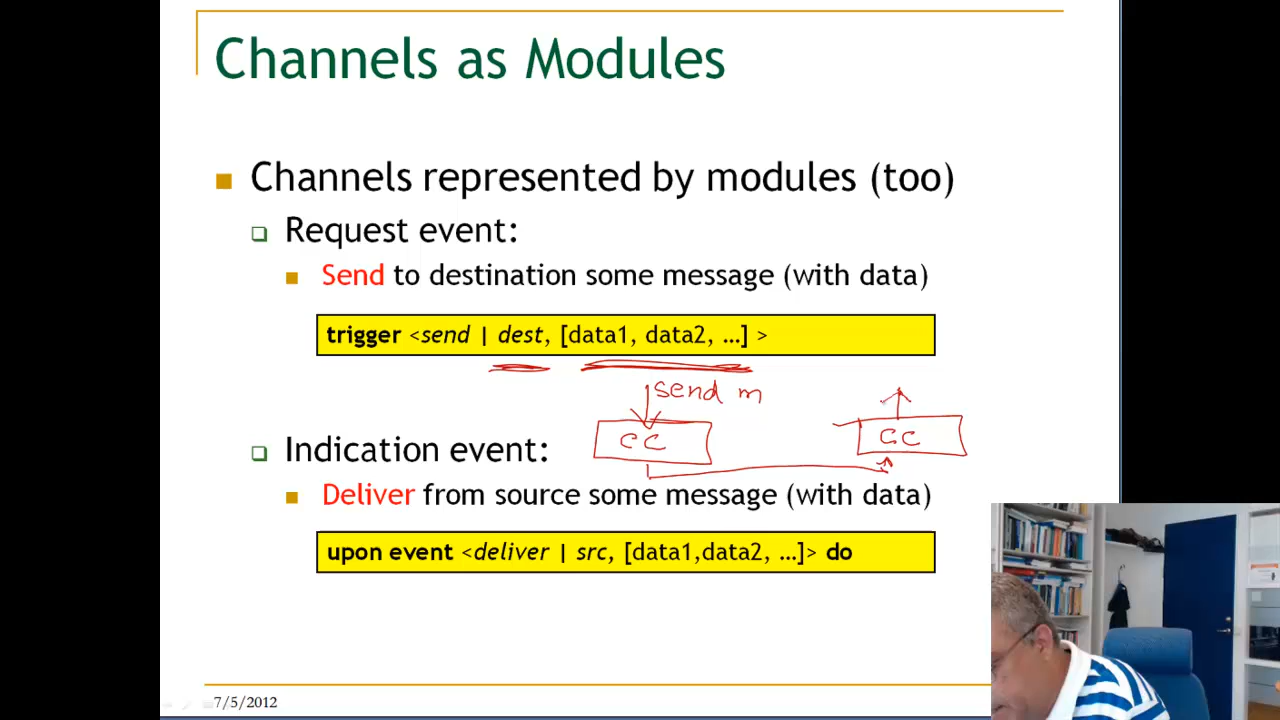 Channels as Modules
Channels represented by modules (too)
Request event:
Send to destination some message (with data)
trigger <send | dest, [data1, data2, …] >
send m
CC
CC
Indication event:
Deliver from source some message (with data)
upon event <deliver | src, [data1,data2, …]> do
7/5/2012